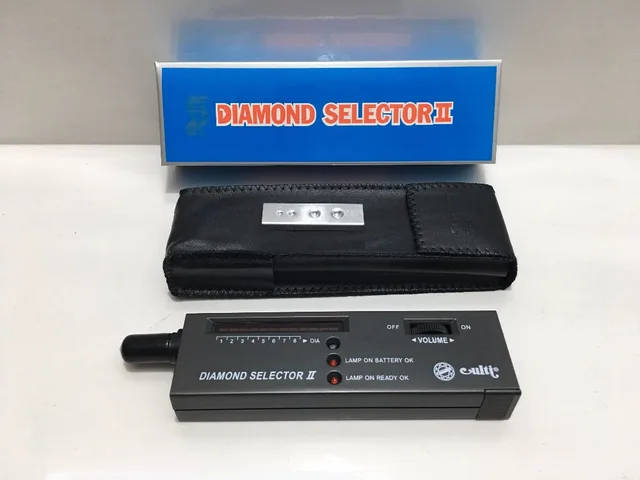 DIAMOND SELECTOR II
OFF ON
1 2 3 4 5 6 7 8 ▶ DIA
◀ VOLUME ▶
LAMP ON BATTERY OK
DIAMOND SELECTOR II
LAMP ON READY OK
culti